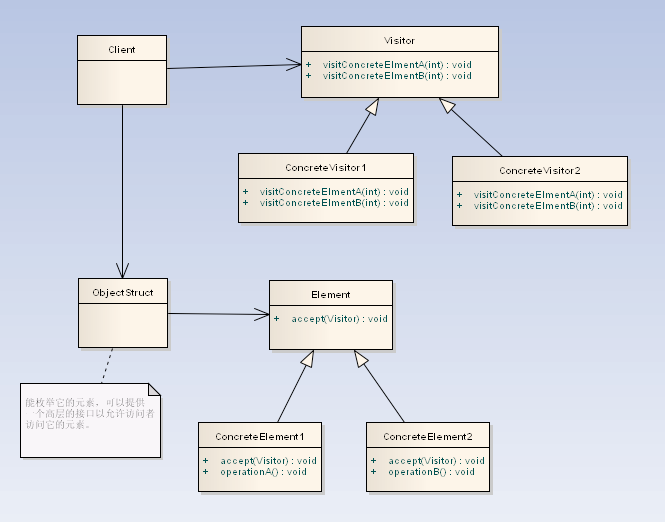 Client
Visitor
+ visitConcreteElmentA(int) : void
+ visitConcreteElmentB(int) : void
ConcreteVisitor1
+ visitConcreteElmentA(int) : void
+ visitConcreteElmentB(int) : void
ConcreteVisitor2
+ visitConcreteElmentA(int) : void
+ visitConcreteElmentB(int) : void
ObjectStruct
Element
+ accept(Visitor) : void
能枚举它的元素，可以提供
一个高层的接口以允许访问者
访问它的元素。
ConcreteElement1
+ accept(Visitor) : void
+ operationA() : void
ConcreteElement2
+ accept(Visitor) : void
+ operationB() : void